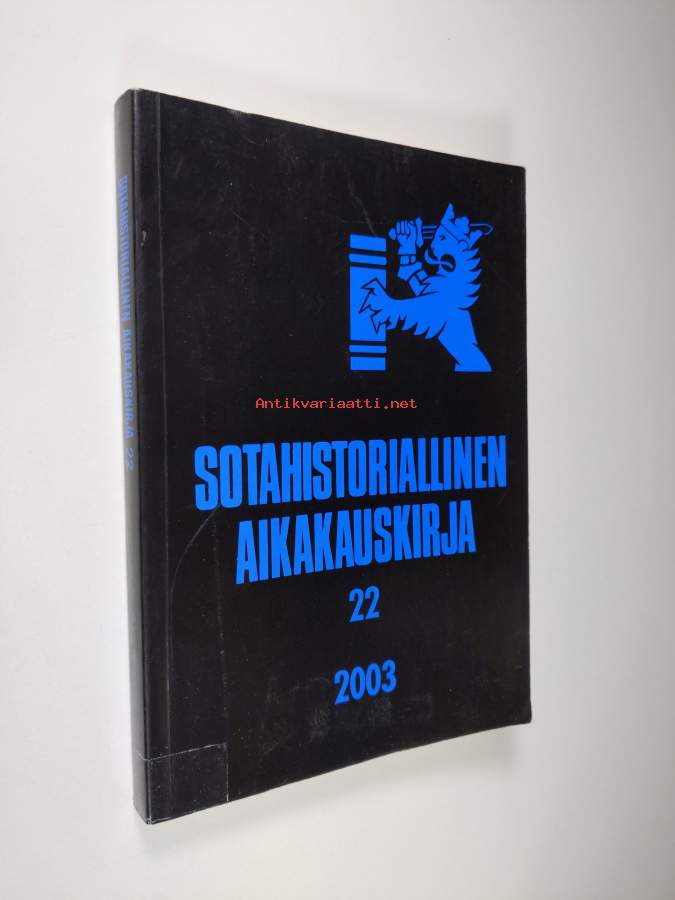 SOTAHISTORIALLINEN AIKAKAUSKIRJA 22
Antikvariaatti.net
SOTAHISTORIALLINEN
AIKAKAUSKIRJA
22
2003